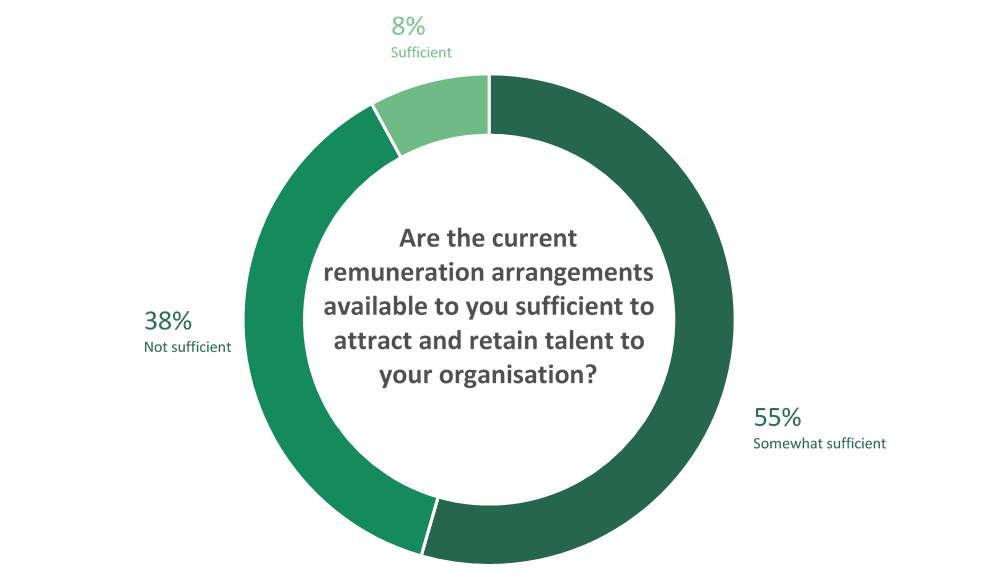 8%
Sufficient
Are the current
remuneration arrangements
available to you sufficient to
attract and retain talent to
your organisation?
38%
Not sufficient
55%
Somewhat sufficient